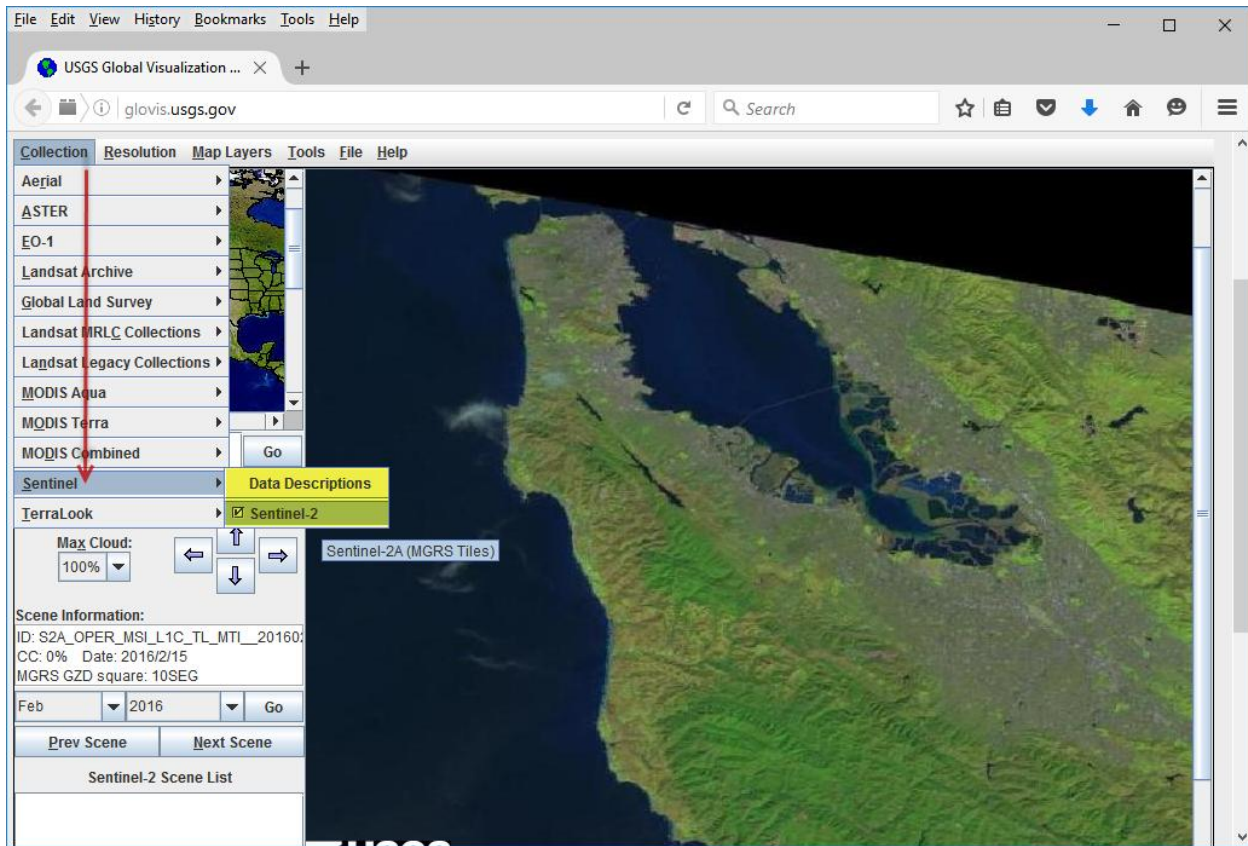 File Edit View History Bookmarks Tools Help
USGS Global Visualization ...
glovis.usgs.gov
Search
Collection Resolution Map Layers Tools File Help
Aerial
ASTER
EO-1
Landsat Archive
Global Land Survey
Landsat MRLC Collections
Landsat Legacy Collections
MODIS Aqua
MODIS Terra
MODIS Combined
Go
Sentinel
Data Descriptions
TerraLook
Sentinel-2
Max Cloud:
100%
Sentinel-2A (MGRS Tiles)
Scene Information:
ID: S2A_OPER_MSI_L1C_TL_MTI__20160
CC: 0% Date: 2016/2/15
MGRS GZD square: 10SEG
Feb 2016 Go
Prev Scene Next Scene
Sentinel-2 Scene List
USGS